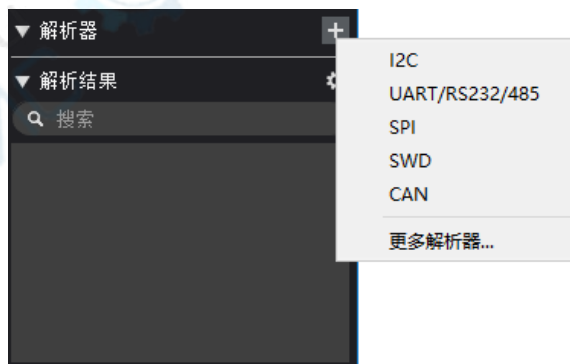 解析器
解析结果
搜索
I2C
UART/RS232/485
SPI
SWD
CAN
更多解析器...